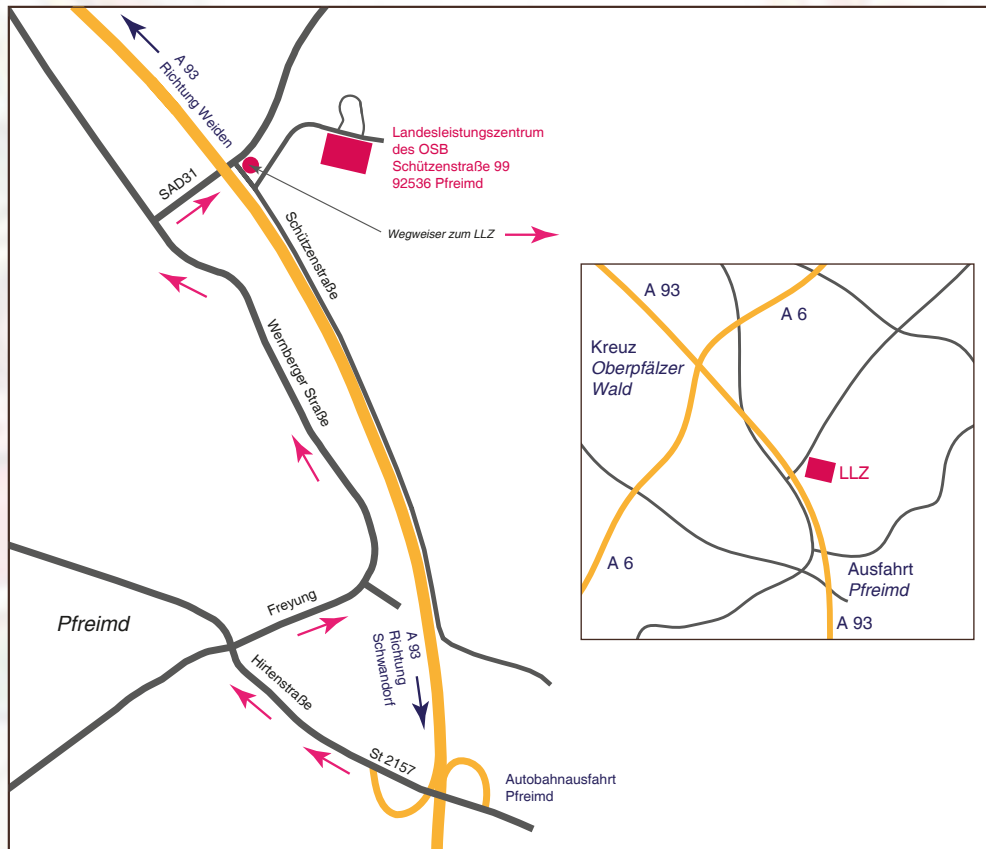 A 93
Richtung Weiden
Landesleistungszentrum
des OSB
Schützenstraße 99
92536 Pfreimd
SAD31
Wegweiser zum LLZ
Schützenstraße
Wernberger Straße
Freyung
Pfreimd
A 93
Richtung
Schwandorf
Hirtenstraße
St 2157
Autobahnausfahrt
Pfreimd
A 93
A 6
Kreuz
Oberpfälzer
Wald
LLZ
A 6
Ausfahrt
Pfreimd
A 93